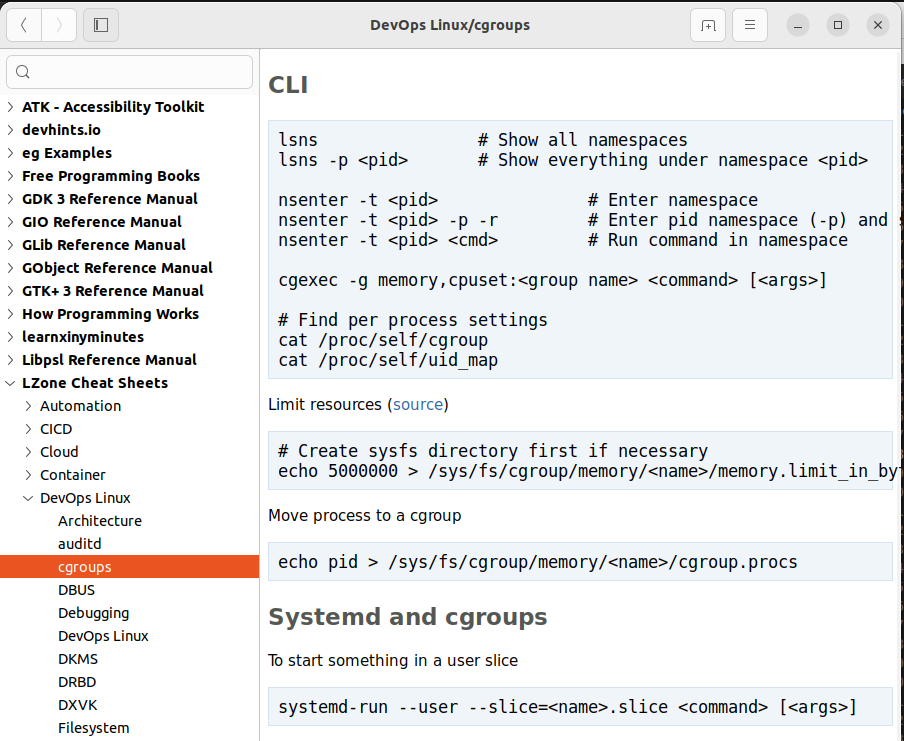 DevOps Linux/cgroups
ATK - Accessibility Toolkit
devhints.io
eg Examples
Free Programming Books
GDK 3 Reference Manual
GIO Reference Manual
GLib Reference Manual
GObject Reference Manual
GTK+ 3 Reference Manual
How Programming Works
learnxinyminutes
Libpsl Reference Manual
LZone Cheat Sheets
Automation
CICD
Cloud
Container
DevOps Linux
Architecture
auditd
cgroups
DBUS
Debugging
DevOps Linux
DKMS
DRBD
DXVK
Filesystem
CLI
lsns                # Show all namespaces
lsns -p <pid>       # Show everything under namespace <pid>
nsenter -t <pid>               # Enter namespace
nsenter -t <pid> -p -r         # Enter pid namespace (-p) and
nsenter -t <pid> <cmd>         # Run command in namespace
cgexec -g memory,cpuset:<group name> <command> [<args>]
# Find per process settings
cat /proc/self/cgroup
cat /proc/self/uid_map
Limit resources (source)
# Create sysfs directory first if necessary
echo 5000000 > /sys/fs/cgroup/memory/<name>/memory.limit_in_by
Move process to a cgroup
echo pid > /sys/fs/cgroup/memory/<name>/cgroup.procs
Systemd and cgroups
To start something in a user slice
systemd-run --user --slice=<name>.slice <command> [<args>]